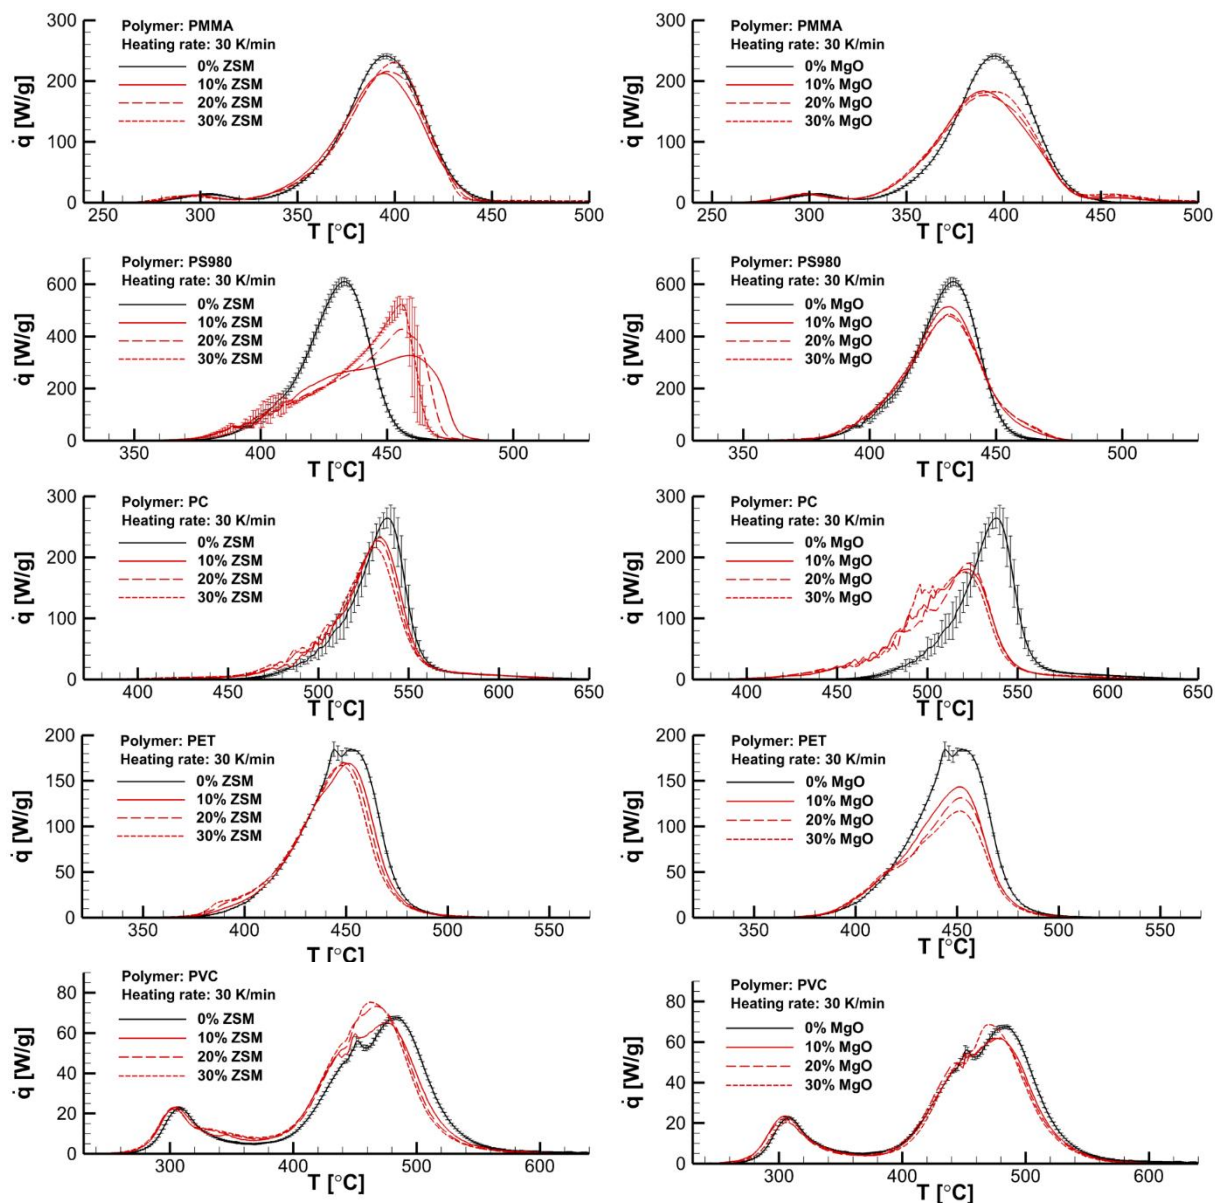 Polymer: PMMA
Heating rate: 30 K/min
0% ZSM
10% ZSM
20% ZSM
30% ZSM
q̇ [W/g]
300
200
100
0
250 300 350 400 450 500
T [°C]
Polymer: PMMA
Heating rate: 30 K/min
0% MgO
10% MgO
20% MgO
30% MgO
q̇ [W/g]
300
200
100
0
250 300 350 400 450 500
T [°C]
Polymer: PS980
Heating rate: 30 K/min
0% ZSM
10% ZSM
20% ZSM
30% ZSM
q̇ [W/g]
600
400
200
0
350 400 450 500
T [°C]
Polymer: PS980
Heating rate: 30 K/min
0% MgO
10% MgO
20% MgO
30% MgO
q̇ [W/g]
600
400
200
0
350 400 450 500
T [°C]
Polymer: PC
Heating rate: 30 K/min
0% ZSM
10% ZSM
20% ZSM
30% ZSM
q̇ [W/g]
300
200
100
0
400 450 500 550 600 650
T [°C]
Polymer: PC
Heating rate: 30 K/min
0% MgO
10% MgO
20% MgO
30% MgO
q̇ [W/g]
300
200
100
0
400 450 500 550 600 650
T [°C]
Polymer: PET
Heating rate: 30 K/min
0% ZSM
10% ZSM
20% ZSM
30% ZSM
q̇ [W/g]
200
150
100
50
0
350 400 450 500 550
T [°C]
Polymer: PET
Heating rate: 30 K/min
0% MgO
10% MgO
20% MgO
30% MgO
q̇ [W/g]
200
150
100
50
0
350 400 450 500 550
T [°C]
Polymer: PVC
Heating rate: 30 K/min
0% ZSM
10% ZSM
20% ZSM
30% ZSM
q̇ [W/g]
80
60
40
20
0
300 400 500 600
T [°C]
Polymer: PVC
Heating rate: 30 K/min
0% MgO
10% MgO
20% MgO
30% MgO
q̇ [W/g]
80
60
40
20
0
300 400 500 600
T [°C]